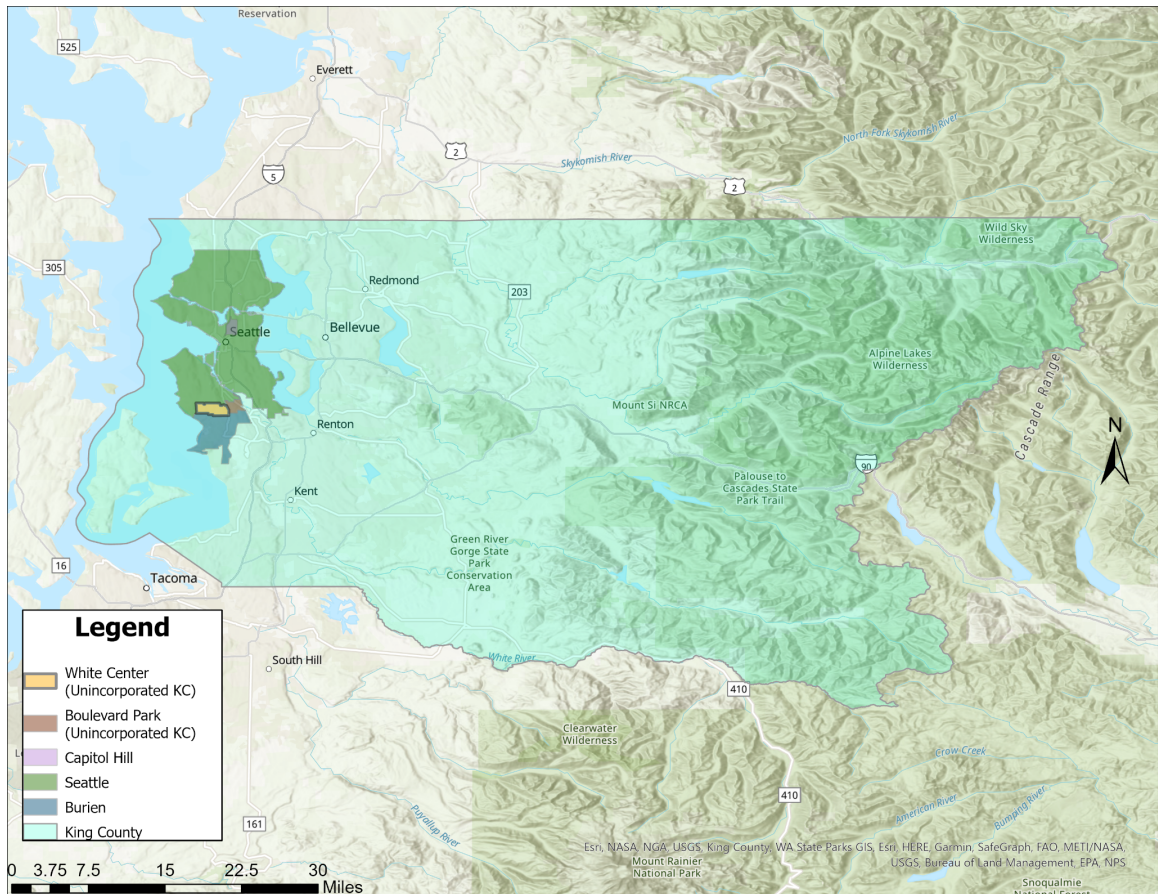 Reservation
525
Everett
2
North Fork Skykomish River
Skykomish River
5
2
Wild Sky
Wilderness
305
Redmond
203
Seattle
Bellevue
Alpine Lakes
Wilderness
Cascade Range
Mount Si NRCA
N
Renton
90
Palouse to
Cascades State
Park Trail
Kent
Green River
Gorge State
Park
Conservation
Area
16
Tacoma
White River
South Hill
410
Legend
White Center
(Unincorporated KC)
Boulevard Park
(Unincorporated KC)
Capitol Hill
Seattle
Burien
King County
Clearwater
Wilderness
Crow Creek
American River
Bumping River
410
161
Puyallup River
Esri, NASA, NGA, USGS, King County, WA State Parks GIS, Esri, HERE, Garmin, SafeGraph, FAO, METI/NASA,
USGS, Bureau of Land Management, EPA, NPS
Mount Rainier
National Park
Snoqualmie
National Forest
0 3.75 7.5 15 22.5 30
Miles